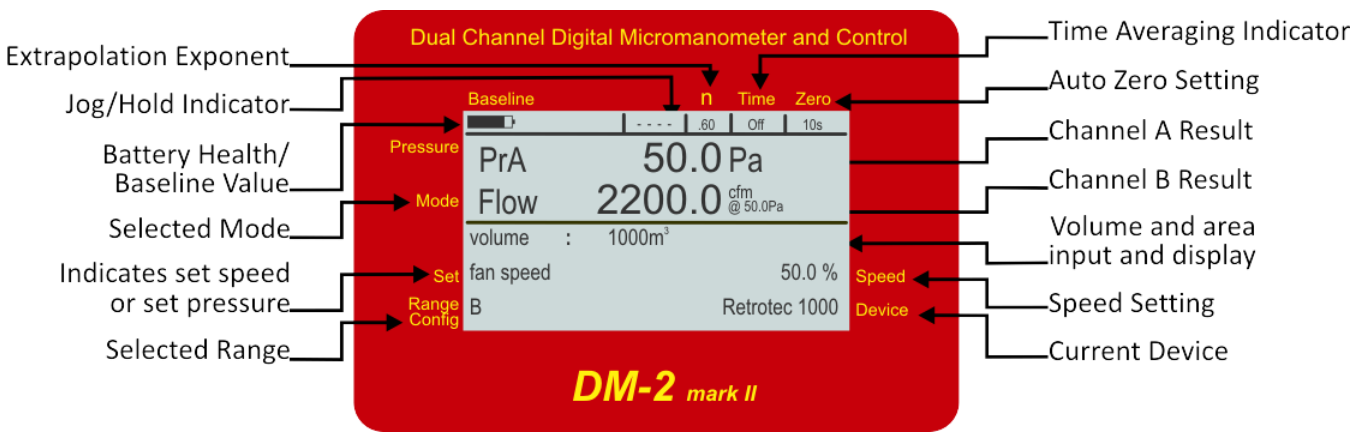 Dual Channel Digital Micromanometer and Control
Time Averaging Indicator
Extrapolation Exponent
Auto Zero Setting
Jog/Hold Indicator
Baseline n Time Zero
- - - - .60 Off 10s
Channel A Result
Battery Health/
Baseline Value
Pressure
PrA 50.0 Pa
Channel B Result
Selected Mode
Mode
Flow 2200.0 cfm
@ 50.0Pa
volume : 1000m³
Volume and area
input and display
Indicates set speed
or set pressure
Set
fan speed 50.0 %
Speed
Speed Setting
Range
Config
B Retrotec 1000
Device
Selected Range
Current Device
DM-2 mark II